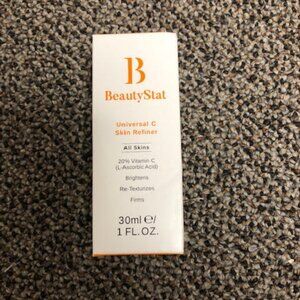 B
BeautyStat
Universal C
Skin Refiner
All Skins
20% Vitamin C
(L-Ascorbic Acid)
Brightens
Re-Texturizes
Firms
30ml ℮/
1 FL. OZ.